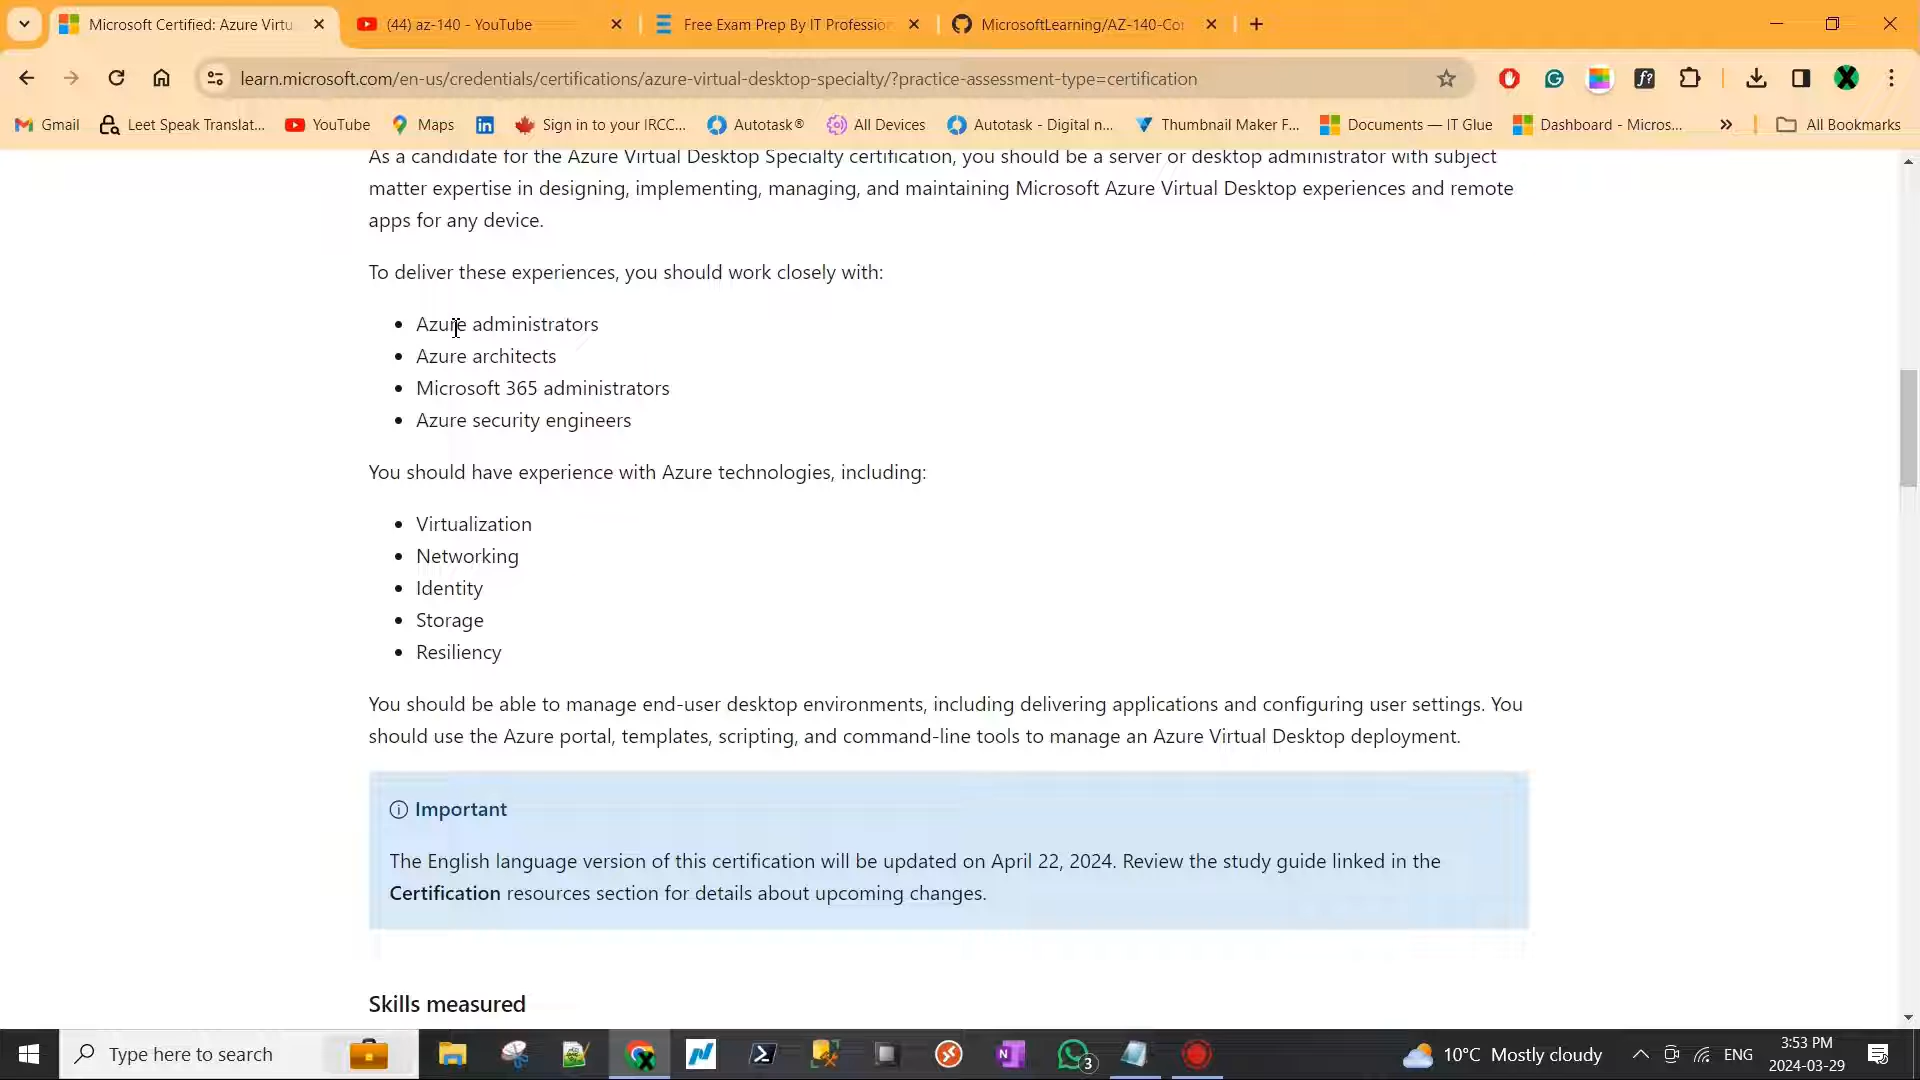 Microsoft Certified: Azure Virtu
(44) az-140 - YouTube
Free Exam Prep By IT Professio
MicrosoftLearning/AZ-140-Co
learn.microsoft.com/en-us/credentials/certifications/azure-virtual-desktop-specialty/?practice-assessment-type=certification
Gmail
Leet Speak Translat...
YouTube
Maps
Sign in to your IRCC...
Autotask®
All Devices
Autotask - Digital n...
Thumbnail Maker F...
Documents — IT Glue
Dashboard - Micros...
All Bookmarks
As a candidate for the Azure Virtual Desktop Specialty certification, you should be a server or desktop administrator with subject
matter expertise in designing, implementing, managing, and maintaining Microsoft Azure Virtual Desktop experiences and remote
apps for any device.
To deliver these experiences, you should work closely with:
• Azure administrators
• Azure architects
• Microsoft 365 administrators
• Azure security engineers
You should have experience with Azure technologies, including:
• Virtualization
• Networking
• Identity
• Storage
• Resiliency
You should be able to manage end-user desktop environments, including delivering applications and configuring user settings. You
should use the Azure portal, templates, scripting, and command-line tools to manage an Azure Virtual Desktop deployment.
Important
The English language version of this certification will be updated on April 22, 2024. Review the study guide linked in the
Certification resources section for details about upcoming changes.
Skills measured
Type here to search
3
10°C Mostly cloudy
ENG
3:53 PM
2024-03-29